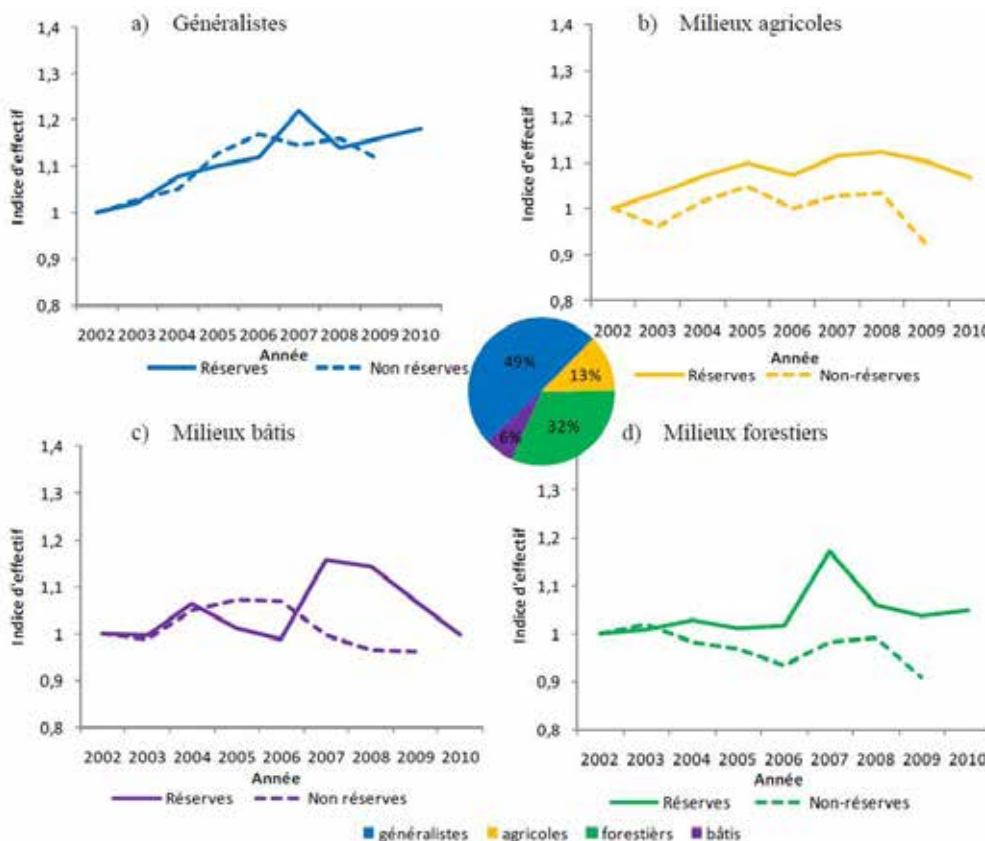 a) Généralistes
1,4
1,3
1,2
1,1
1
0,9
0,8
Indice d'effectif
2002 2003 2004 2005 2006 2007 2008 2009 2010
Année
Réserves Non réserves
b) Milieux agricoles
1,4
1,3
1,2
1,1
1
0,9
0,8
Indice d'effectif
2002 2003 2004 2005 2006 2007 2008 2009 2010
Année
Réserves Non-réserves
49%
13%
32%
6%
c) Milieux bâtis
1,4
1,3
1,2
1,1
1
0,9
0,8
Indice d'effectif
2002 2003 2004 2005 2006 2007 2008 2009 2010
Année
Réserves Non réserves
d) Milieux forestiers
1,3
1,2
1,1
1
0,9
0,8
Indice d'effectif
2002 2003 2004 2005 2006 2007 2008 2009 2010
Année
Réserves Non-réserves
généralistes agricoles forestièrs bâtis